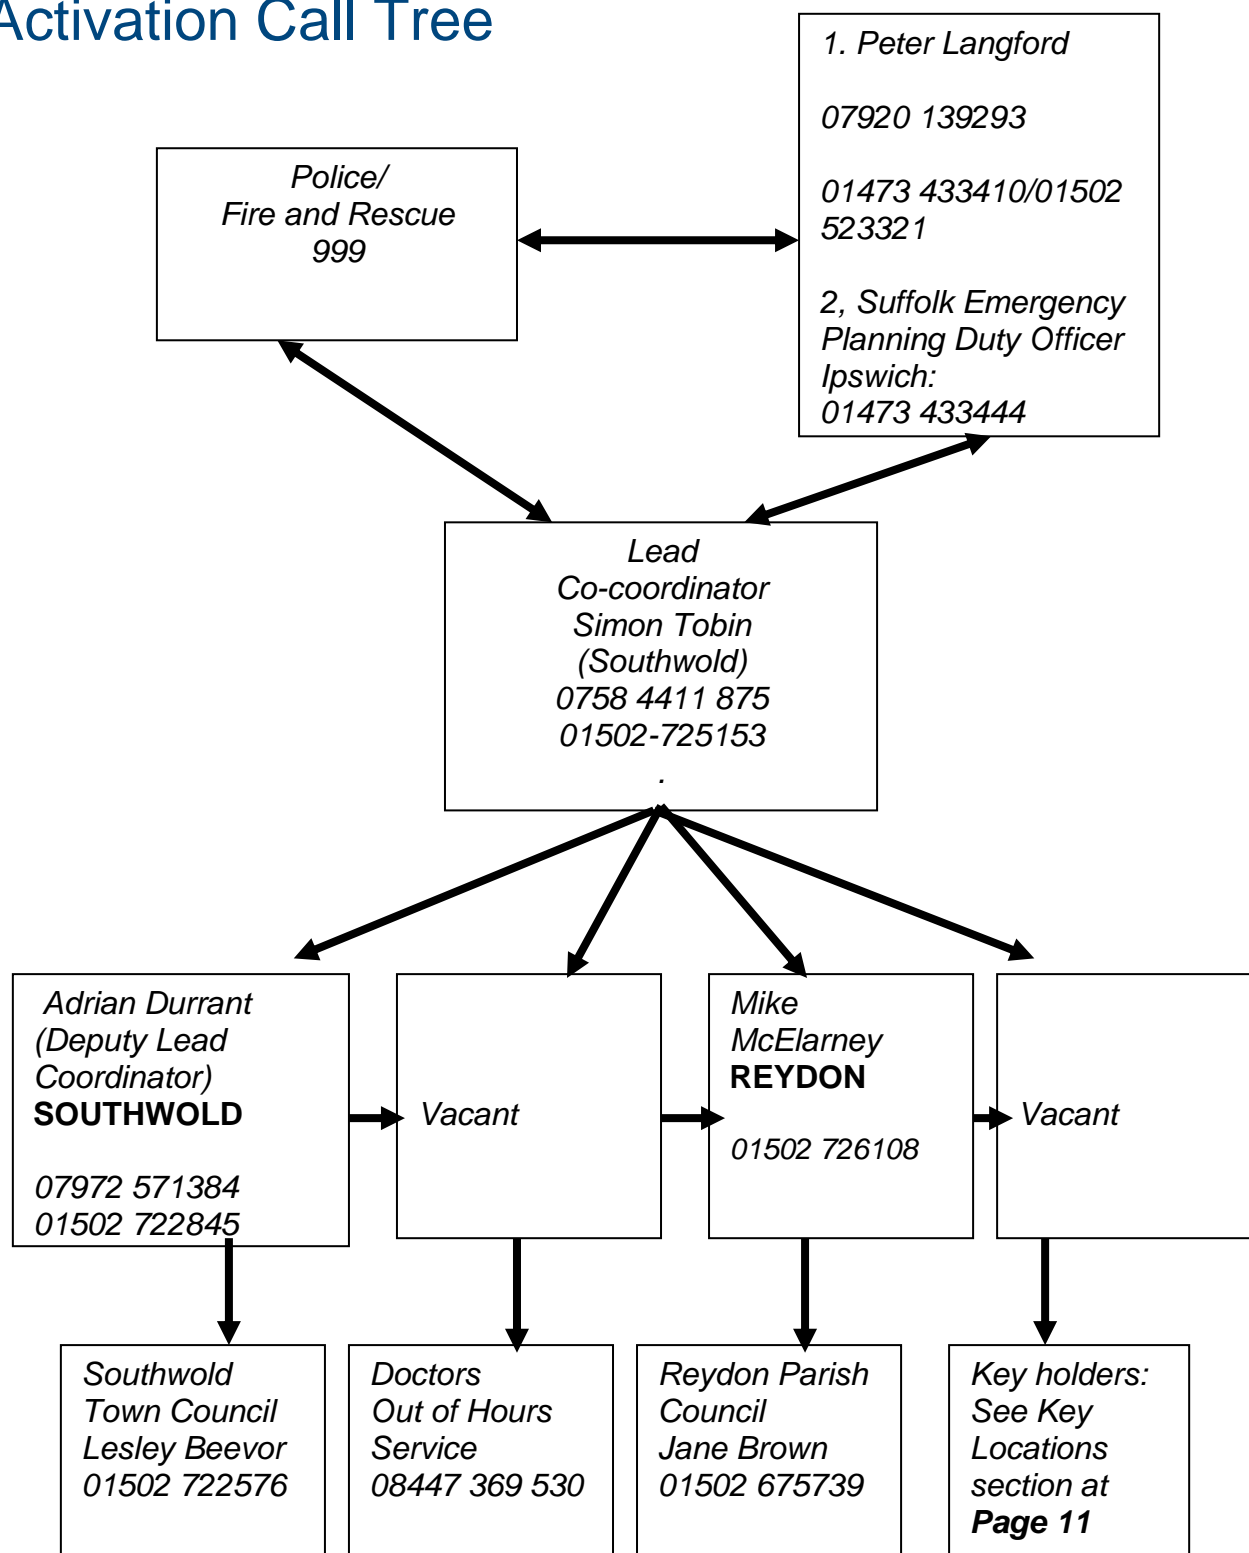 Activation Call Tree
1. Peter Langford
07920 139293
01473 433410/01502
523321
2, Suffolk Emergency
Planning Duty Officer
Ipswich:
01473 433444
Police/
Fire and Rescue
999
Lead
Co-coordinator
Simon Tobin
(Southwold)
0758 4411 875
01502-725153
.
Adrian Durrant
(Deputy Lead
Coordinator)
SOUTHWOLD
07972 571384
01502 722845
Vacant
Mike
McElarney
REYDON
01502 726108
Vacant
Southwold
Town Council
Lesley Beevor
01502 722576
Doctors
Out of Hours
Service
08447 369 530
Reydon Parish
Council
Jane Brown
01502 675739
Key holders:
See Key
Locations
section at
Page 11